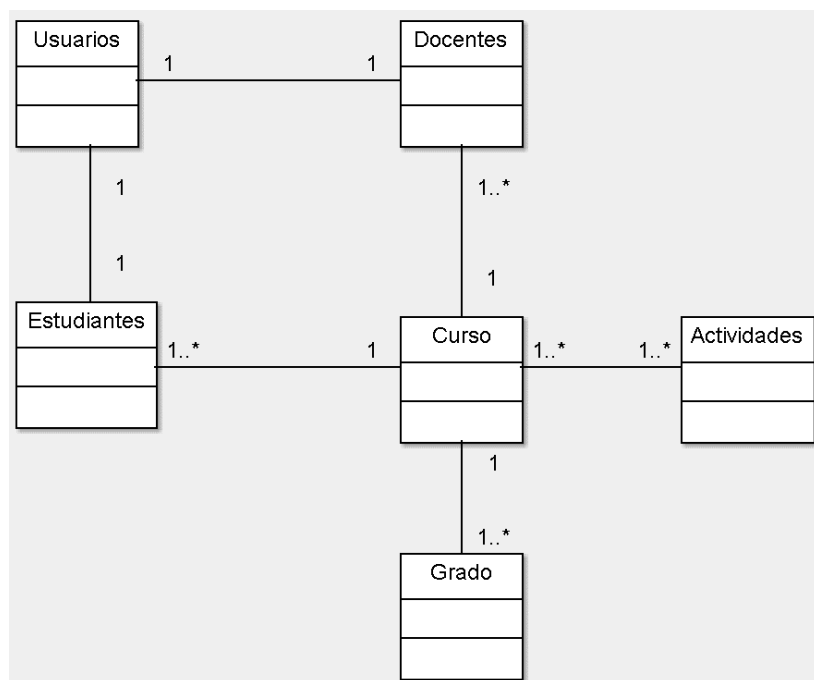 Usuarios
Docentes
1
1
1
1..*
1
1
Estudiantes
Curso
Actividades
1..*
1
1..*
1..*
1
1..*
Grado